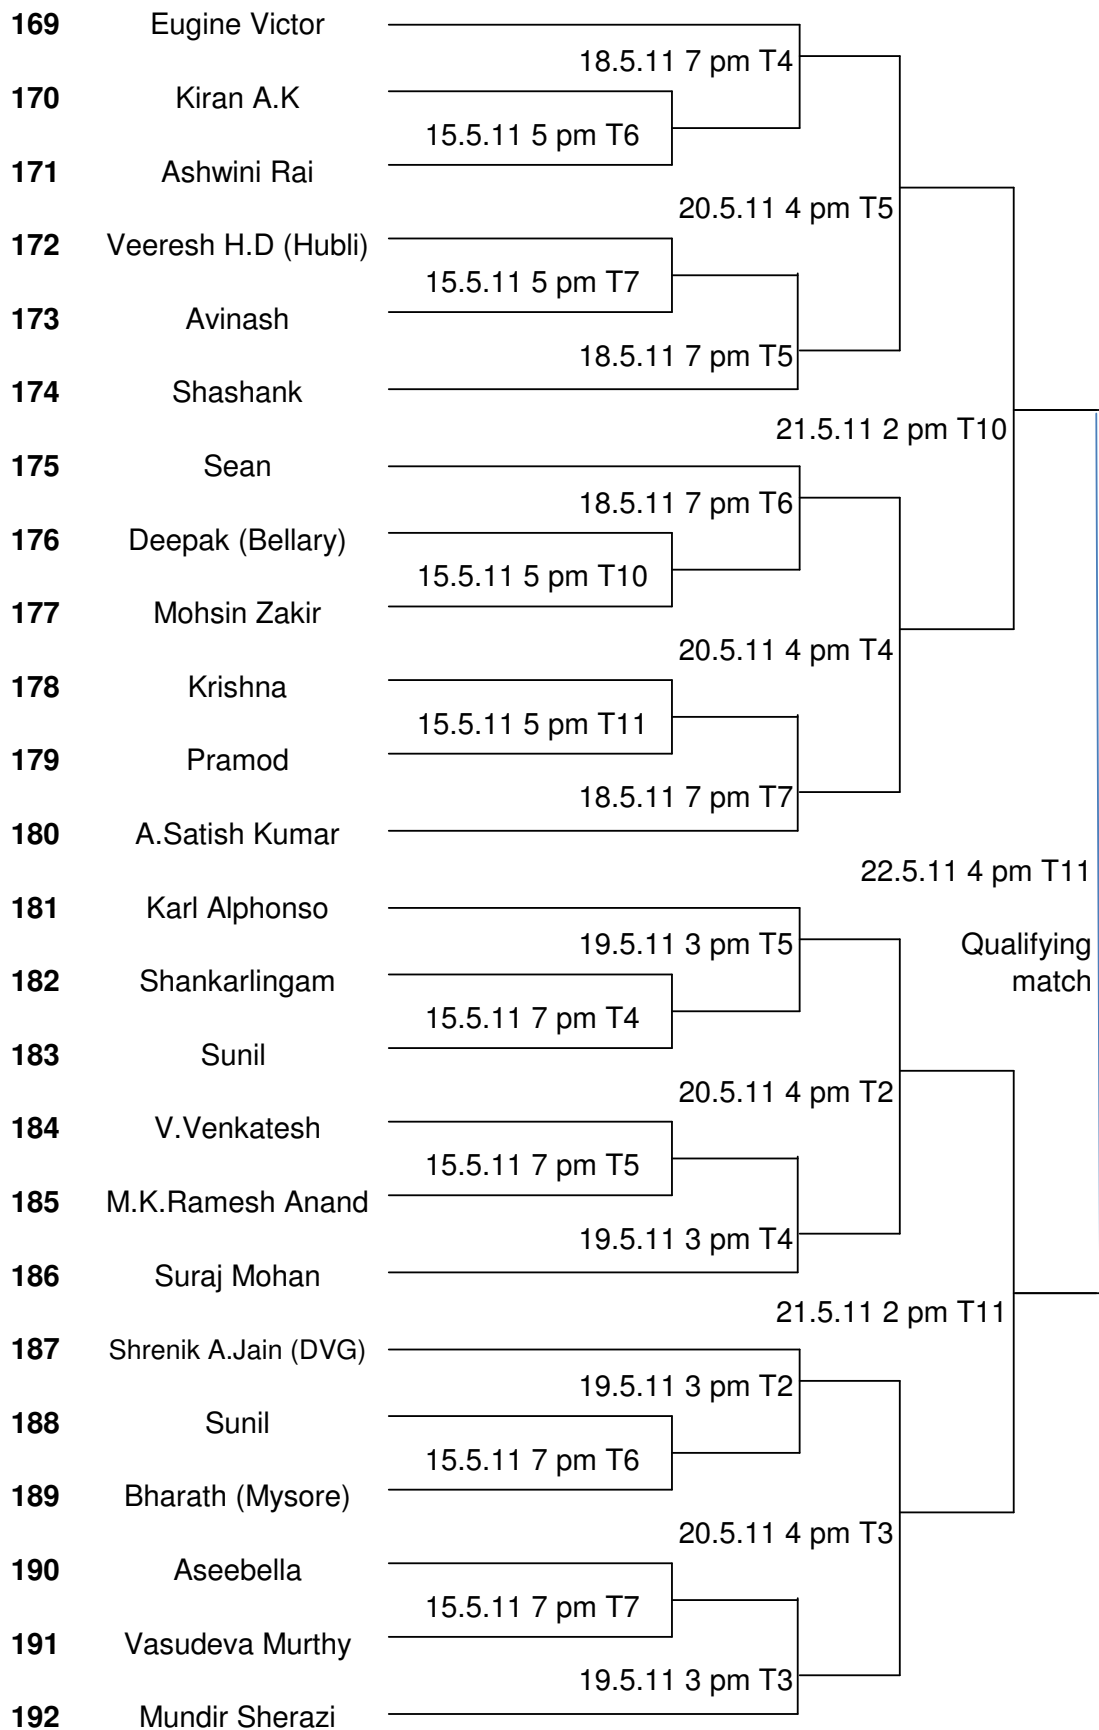 169 Eugine Victor
18.5.11 7 pm T4
170 Kiran A.K
15.5.11 5 pm T6
171 Ashwini Rai
20.5.11 4 pm T5
172 Veeresh H.D (Hubli)
15.5.11 5 pm T7
173 Avinash
18.5.11 7 pm T5
174 Shashank
21.5.11 2 pm T10
175 Sean
18.5.11 7 pm T6
176 Deepak (Bellary)
15.5.11 5 pm T10
177 Mohsin Zakir
20.5.11 4 pm T4
178 Krishna
15.5.11 5 pm T11
179 Pramod
18.5.11 7 pm T7
180 A.Satish Kumar
22.5.11 4 pm T11
181 Karl Alphonso
19.5.11 3 pm T5 Qualifying
182 Shankarlingam match
15.5.11 7 pm T4
183 Sunil
20.5.11 4 pm T2
184 V.Venkatesh
15.5.11 7 pm T5
185 M.K.Ramesh Anand
19.5.11 3 pm T4
186 Suraj Mohan
21.5.11 2 pm T11
187 Shrenik A.Jain (DVG)
19.5.11 3 pm T2
188 Sunil
15.5.11 7 pm T6
189 Bharath (Mysore)
20.5.11 4 pm T3
190 Aseebella
15.5.11 7 pm T7
191 Vasudeva Murthy
19.5.11 3 pm T3
192 Mundir Sherazi